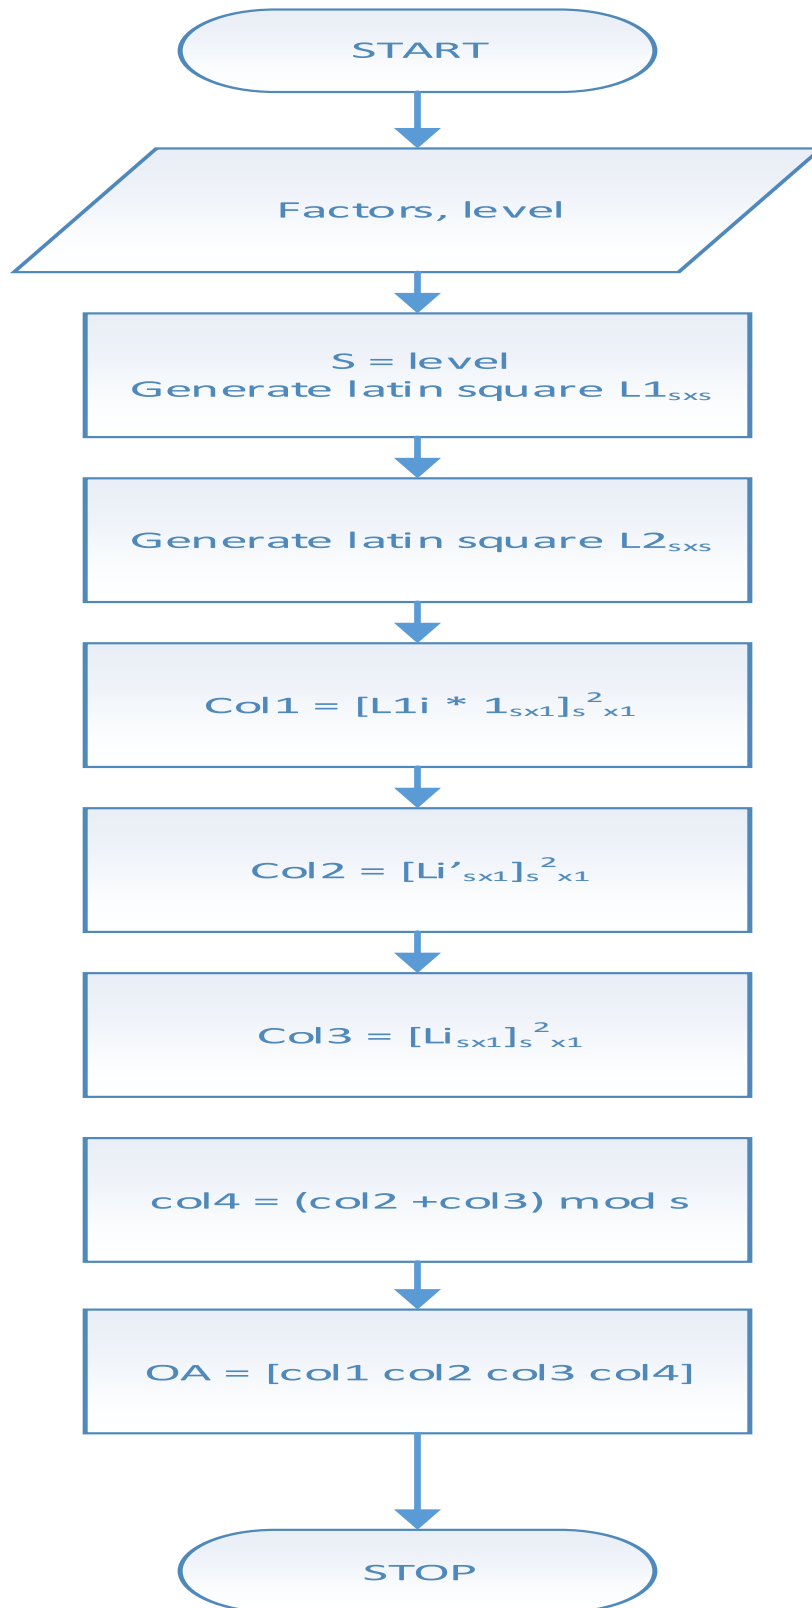 START
Factors, level
S = level
Generate latin square L1sxs
Generate latin square L2sxs
Col1 = [L1i * 1sx1]s²x1
Col2 = [Li’sx1]s²x1
Col3 = [Lisx1]s²x1
col4 = (col2 +col3) mod s
OA = [col1 col2 col3 col4]
STOP